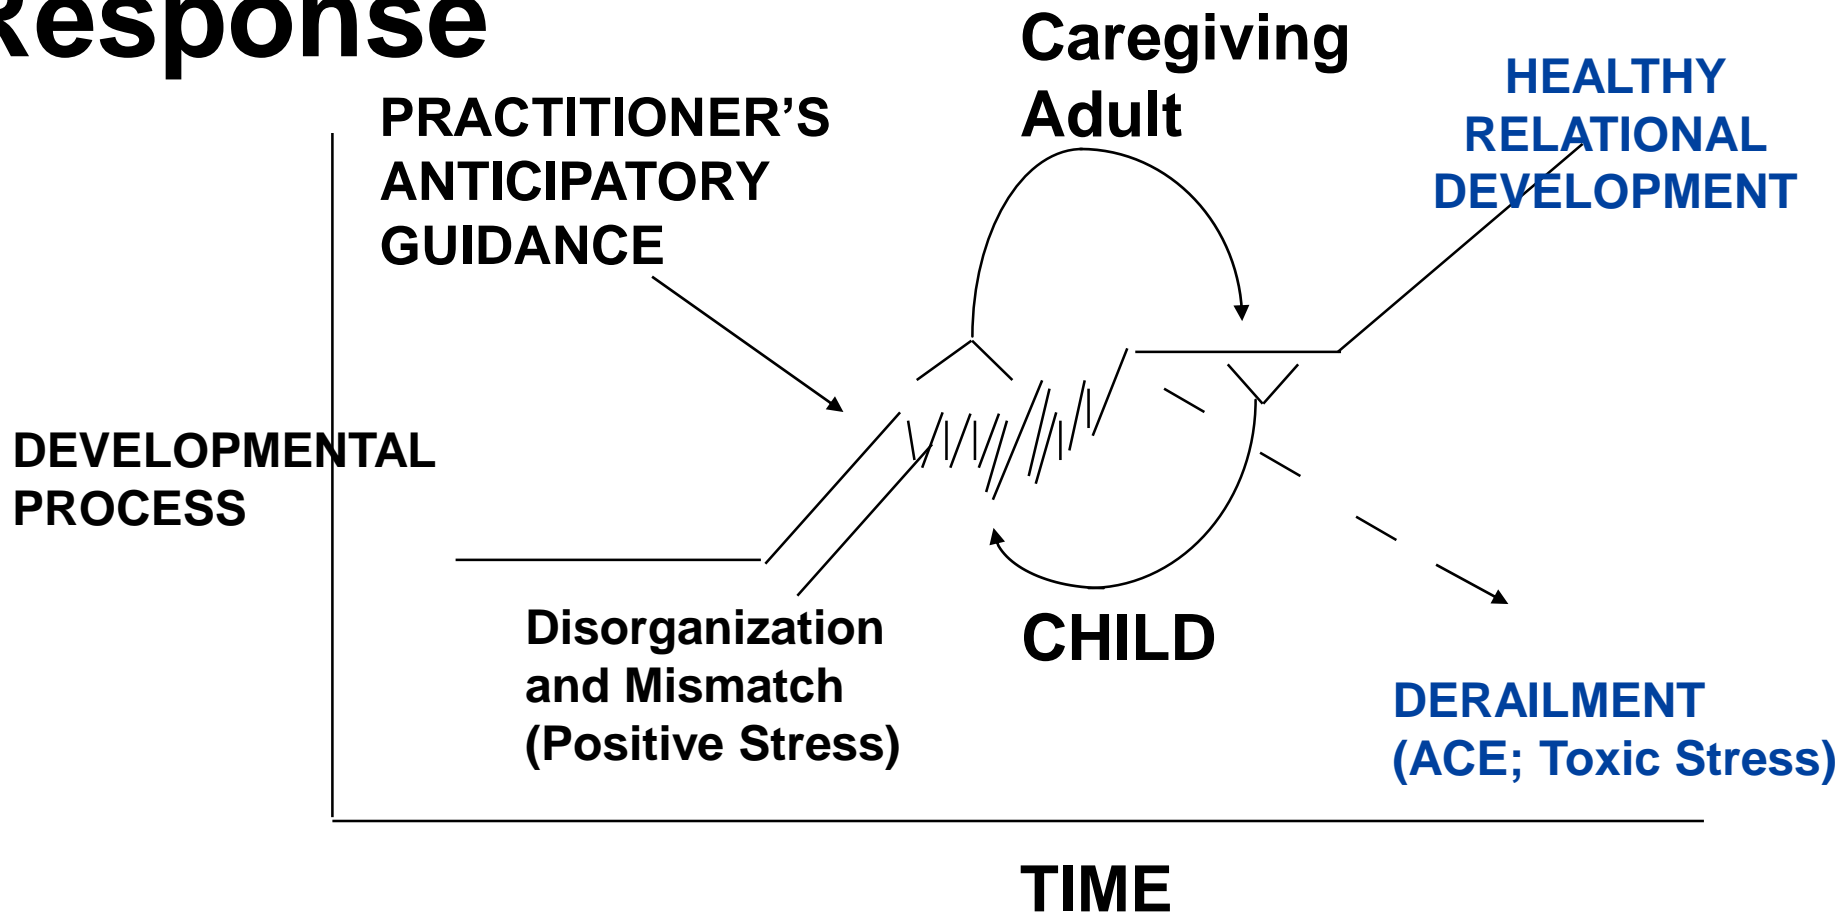 Response
Caregiving
Adult
HEALTHY
RELATIONAL
DEVELOPMENT
PRACTITIONER’S
ANTICIPATORY
GUIDANCE
DEVELOPMENTAL
PROCESS
Disorganization
and Mismatch
(Positive Stress)
CHILD
DERAILMENT
(ACE; Toxic Stress)
TIME